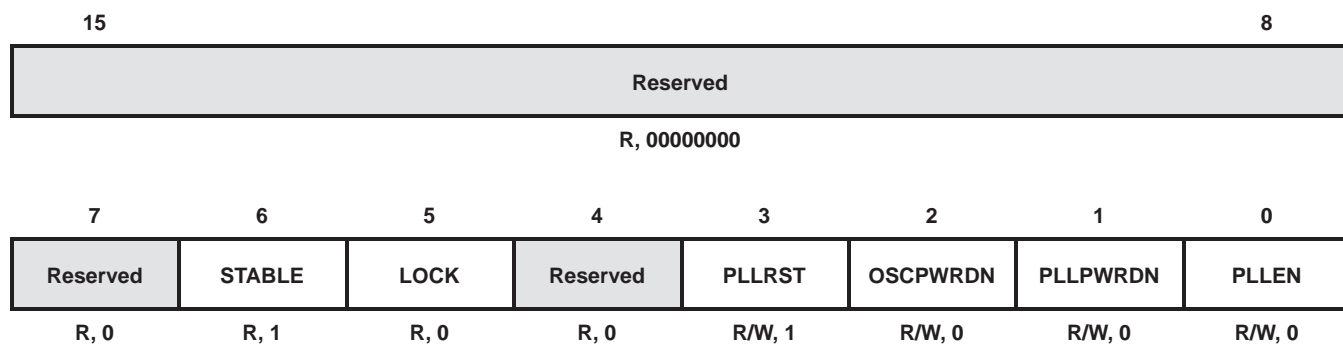 15 8
Reserved
R, 00000000
7 6 5 4 3 2 1 0
Reserved STABLE LOCK Reserved PLLRST OSCPWRDN PLLPWRDN PLLEN
R, 0 R, 1 R, 0 R, 0 R/W, 1 R/W, 0 R/W, 0 R/W, 0